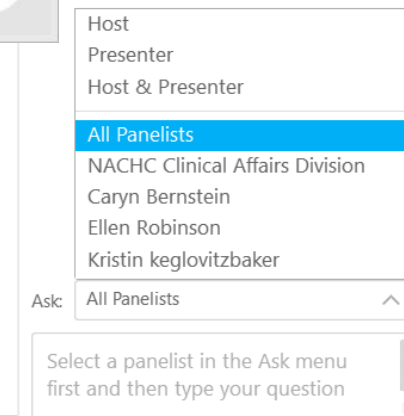 Host
Presenter
Host & Presenter
All Panelists
NACHC Clinical Affairs Division
Caryn Bernstein
Ellen Robinson
Kristin keglovitzbaker
Ask: All Panelists
Select a panelist in the Ask menu
first and then type your question